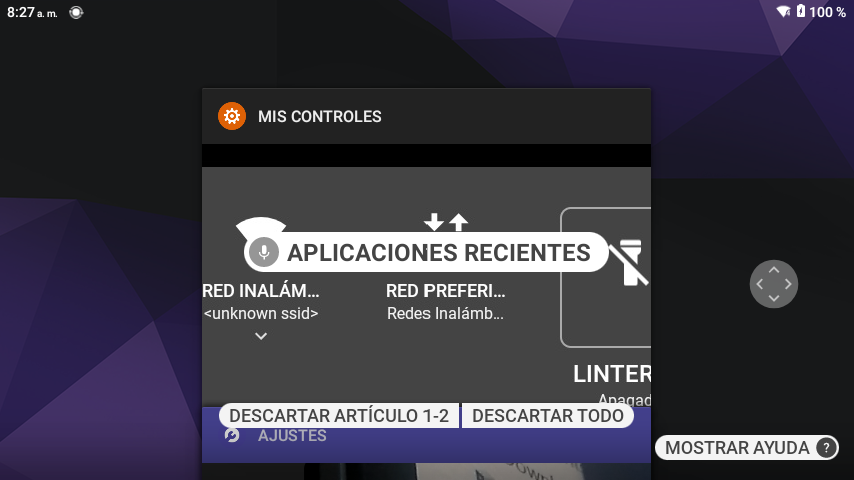 8:27 a. m.
100 %
MIS CONTROLES
APLICACIONES RECIENTES
RED INALÁM...
RED PREFERI...
<unknown ssid>
Redes Inalámb...
LINTER
Apagad
DESCARTAR ARTÍCULO 1-2
DESCARTAR TODO
AJUSTES
MOSTRAR AYUDA ?